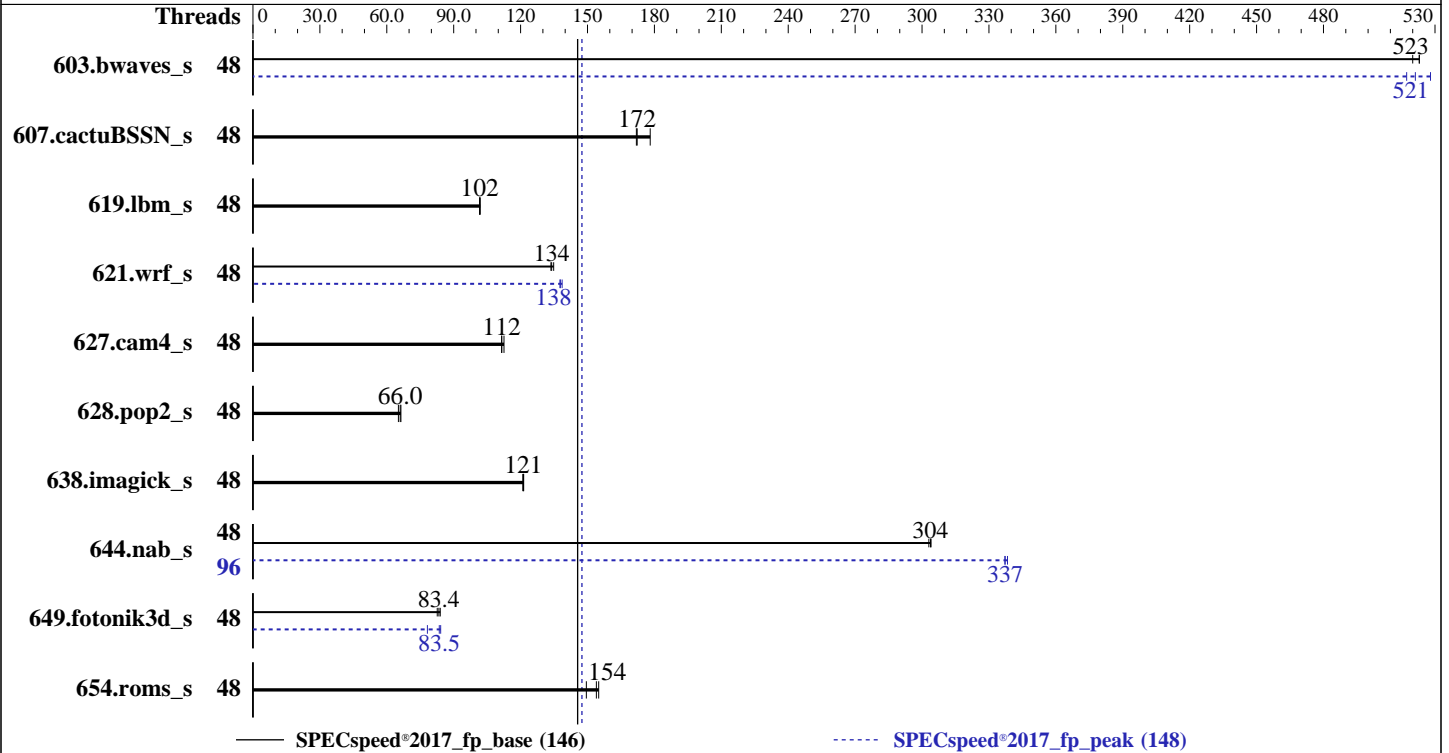 Threads 0 30.0 60.0 90.0 120 150 180 210 240 270 300 330 360 390 420 450 480 530
603.bwaves_s 48 523
521
607.cactuBSSN_s 48 172
619.lbm_s 48 102
621.wrf_s 48 134
138
627.cam4_s 48 112
628.pop2_s 48 66.0
638.imagick_s 48 121
644.nab_s 48 304
96 337
649.fotonik3d_s 48 83.4
83.5
654.roms_s 48 154
SPECspeed®2017_fp_base (146) SPECspeed®2017_fp_peak (148)